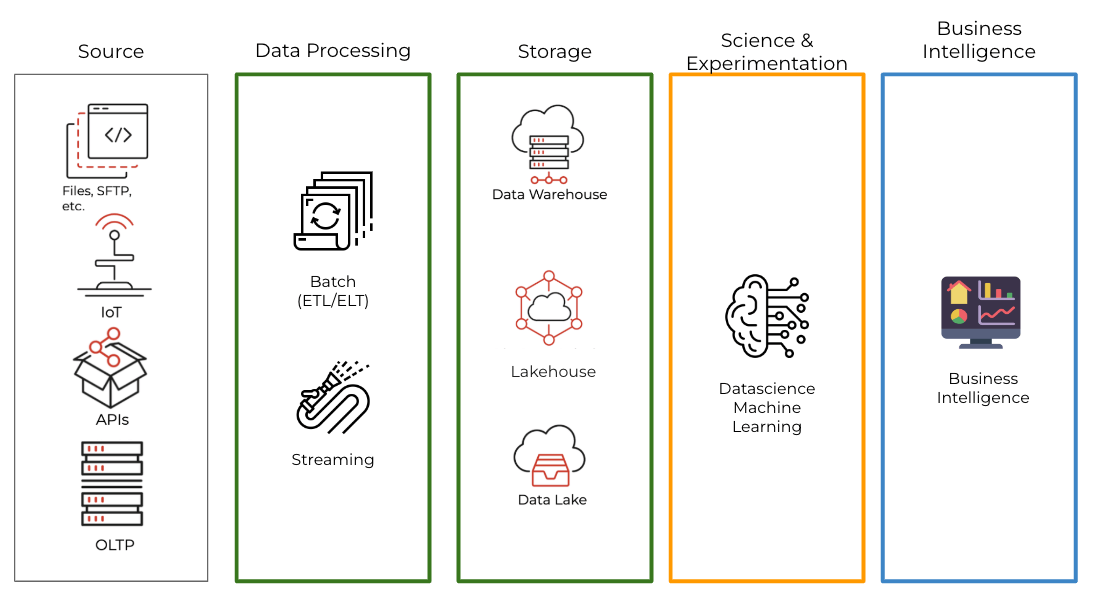 Source
Data Processing
Storage
Science &
Experimentation
Business
Intelligence
</>
Files, SFTP,
etc.
IoT
APIs
OLTP
Batch
(ETL/ELT)
Streaming
Data Warehouse
Lakehouse
Data Lake
Datascience
Machine
Learning
Business
Intelligence